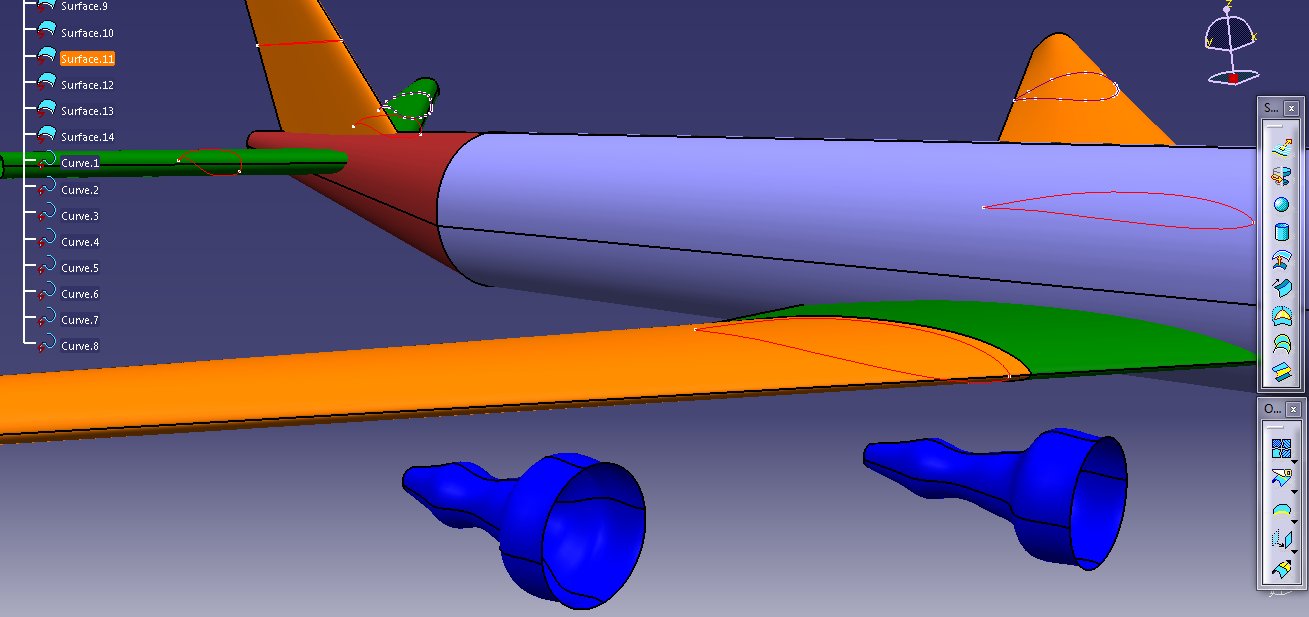 Surface.9
Surface.10
Surface.11
Surface.12
Surface.13
Surface.14
Curve.1
Curve.2
Curve.3
Curve.4
Curve.5
Curve.6
Curve.7
Curve.8
Z
Y
X
S...
x
O...
x